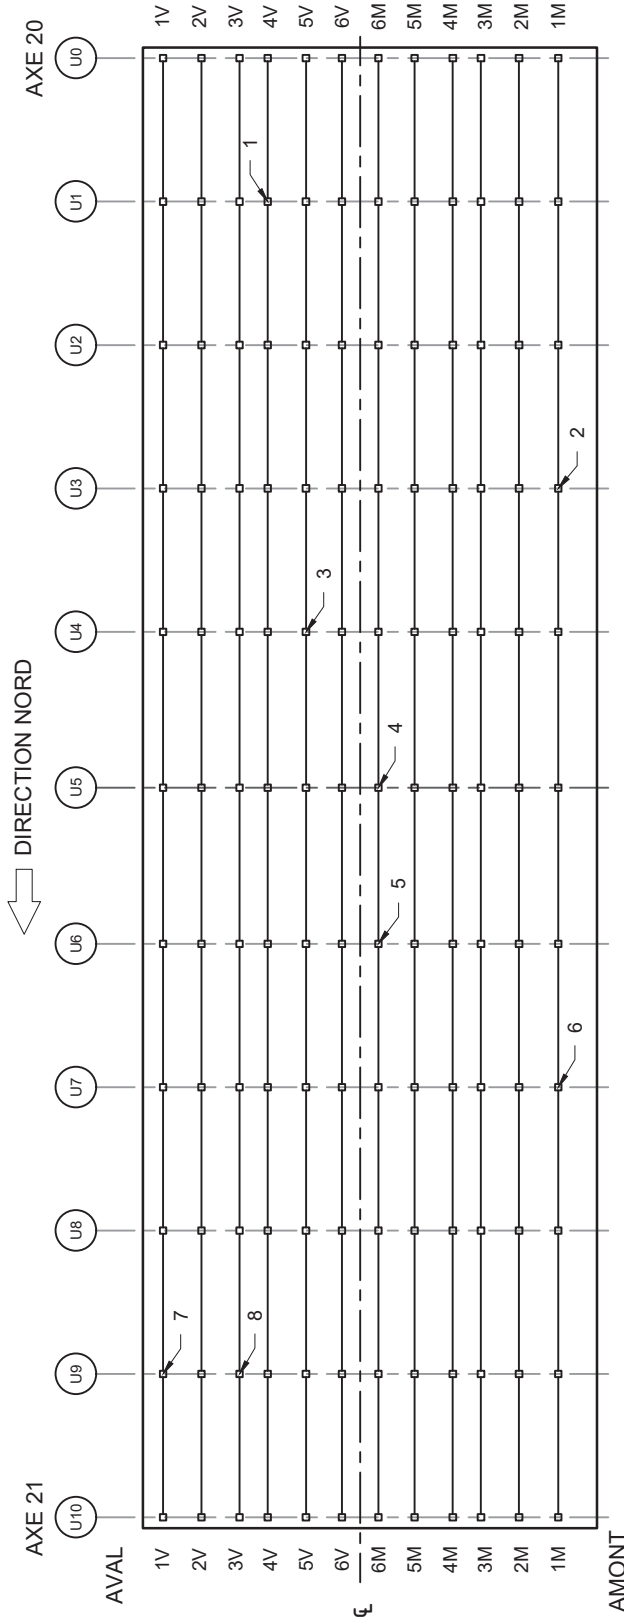 DIRECTION NORD
AXE 21
AXE 20
U10
U9
U8
U7
U6
U5
U4
U3
U2
U1
U0
AVAL
1V
1V
2V
2V
3V
3V
4V
4V
5V
5V
6V
6V
6M
6M
5M
5M
4M
4M
3M
3M
2M
2M
1M
1M
AMONT
℄
1
2
3
4
5
6
7
8